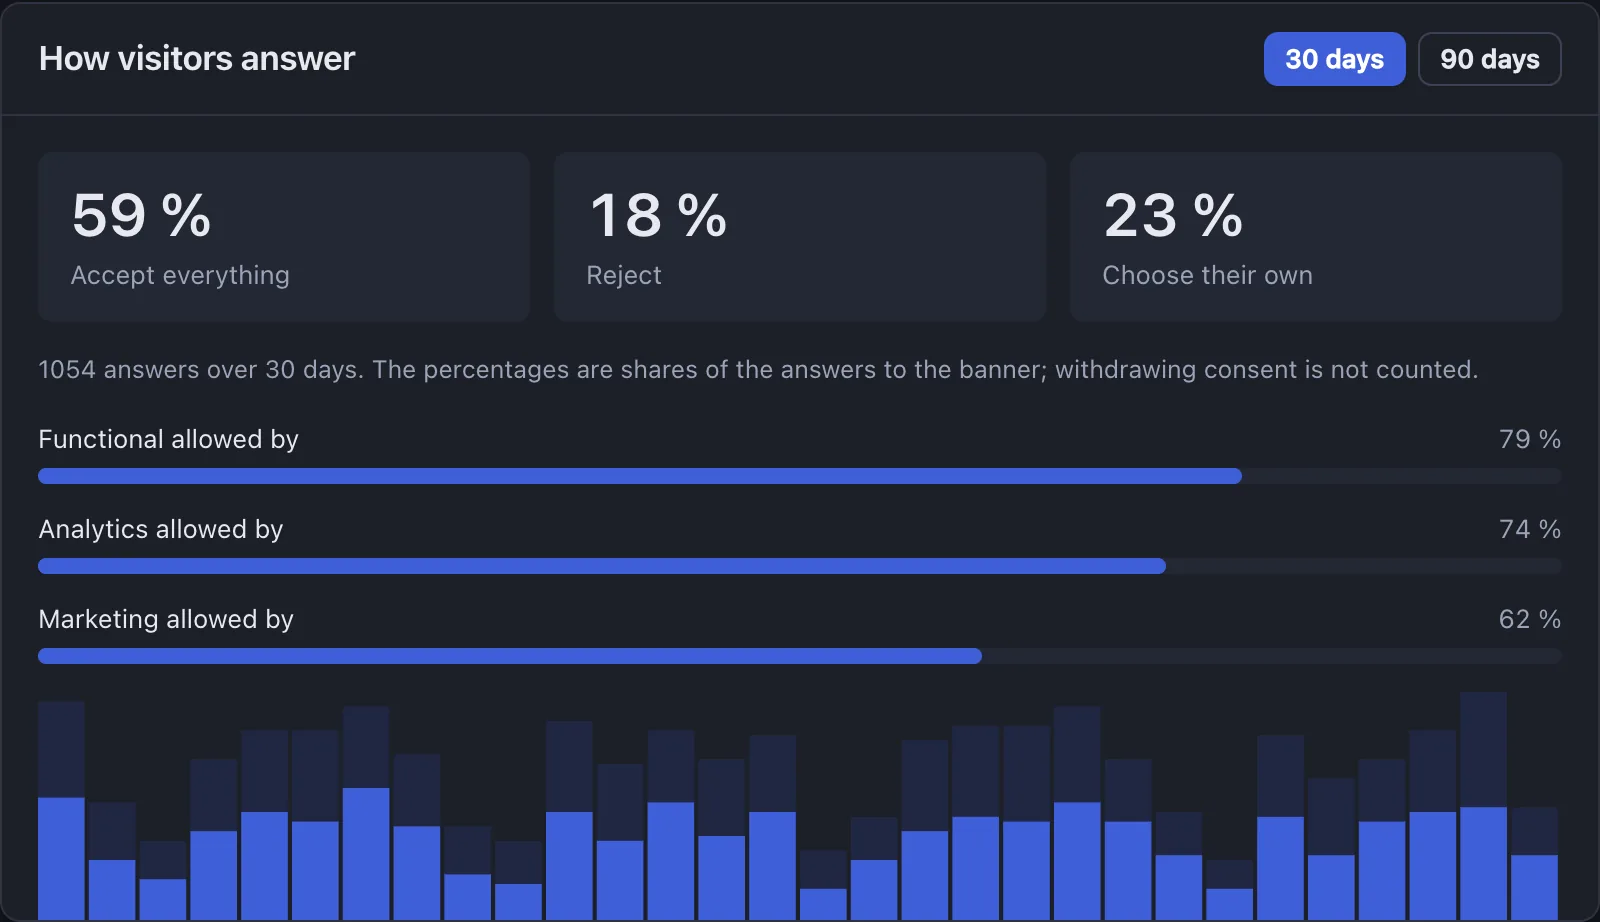 How visitors answer
30 days
90 days
59 %
Accept everything
18 %
Reject
23 %
Choose their own
1054 answers over 30 days. The percentages are shares of the answers to the banner; withdrawing consent is not counted.
Functional allowed by
79 %
Analytics allowed by
74 %
Marketing allowed by
62 %